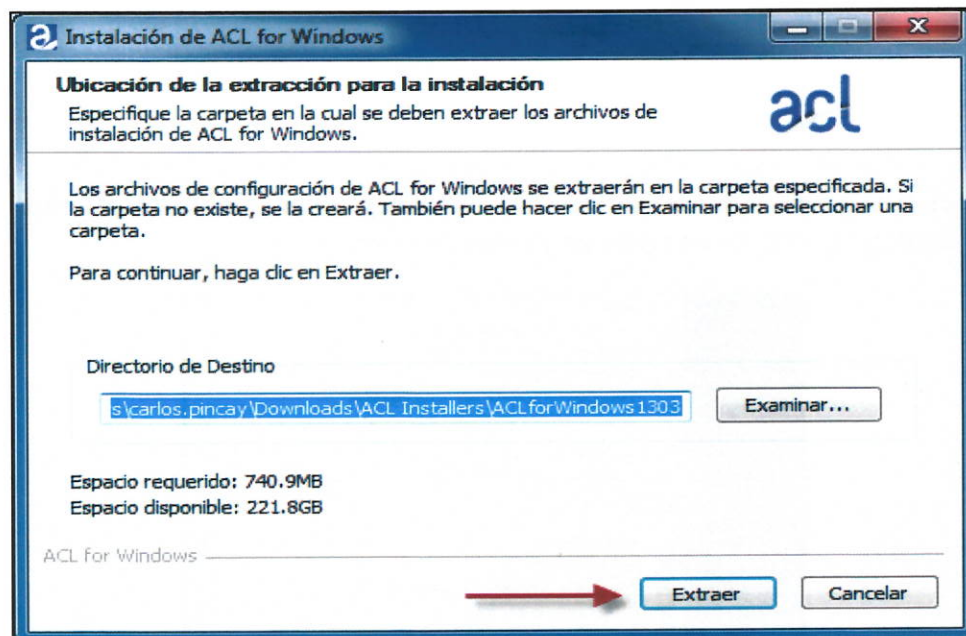 Instalación de ACL for Windows
Ubicación de la extracción para la instalación
Especifique la carpeta en la cual se deben extraer los archivos de
instalación de ACL for Windows.
acl
Los archivos de configuración de ACL for Windows se extraerán en la carpeta especificada. Si
la carpeta no existe, se la creará. También puede hacer clic en Examinar para seleccionar una
carpeta.
Para continuar, haga clic en Extraer.
Directorio de Destino
s\carlos.pincay\Downloads\ACL Installers\ACLforWindows1303
Examinar...
Espacio requerido: 740.9MB
Espacio disponible: 221.8GB
ACL for Windows
Extraer
Cancelar